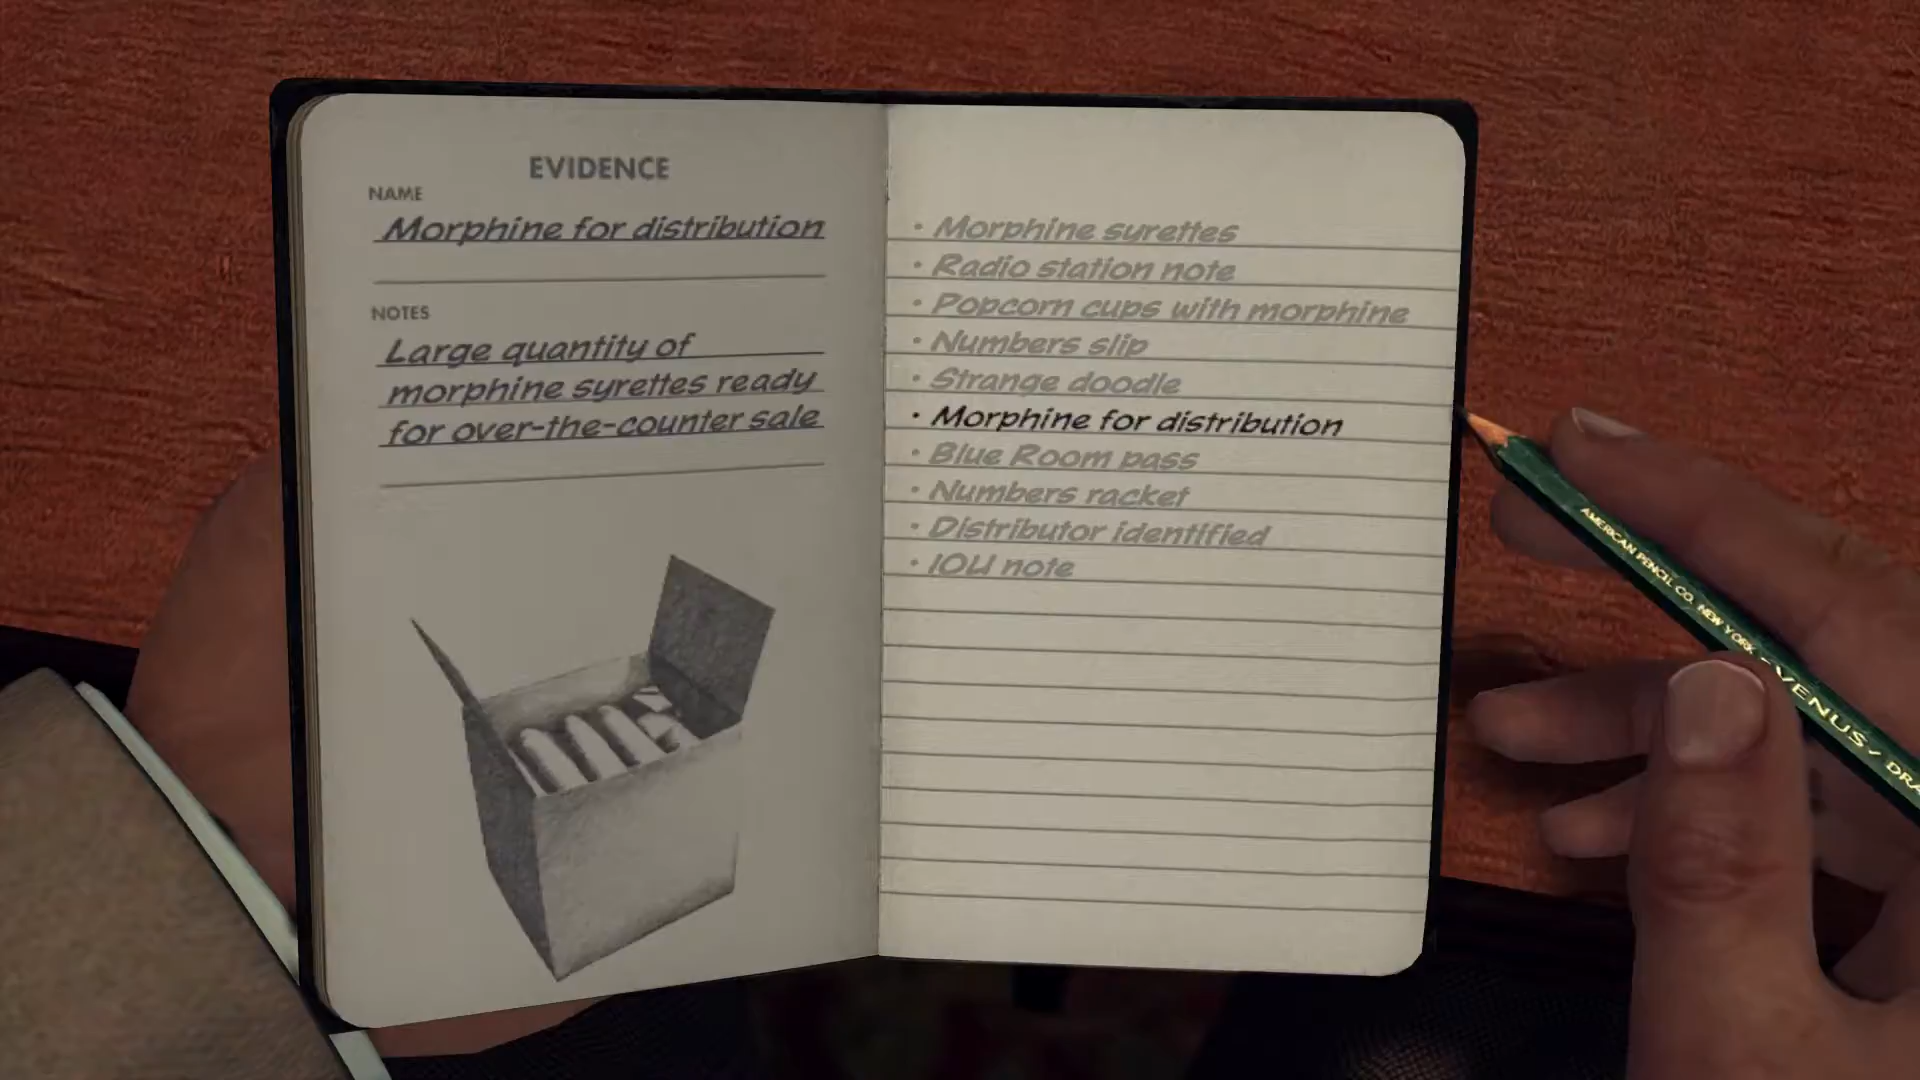 EVIDENCE
NAME
Morphine for distribution
NOTES
Large quantity of
morphine syrettes ready
for over-the-counter sale
• Morphine surettes
• Radio station note
• Popcorn cups with morphine
• Numbers slip
• Strange doodle
• Morphine for distribution
• Blue Room pass
• Numbers racket
• Distributor identified
• IOU note
AMERICAN PENCIL CO. NEW YORK VENUS DRA